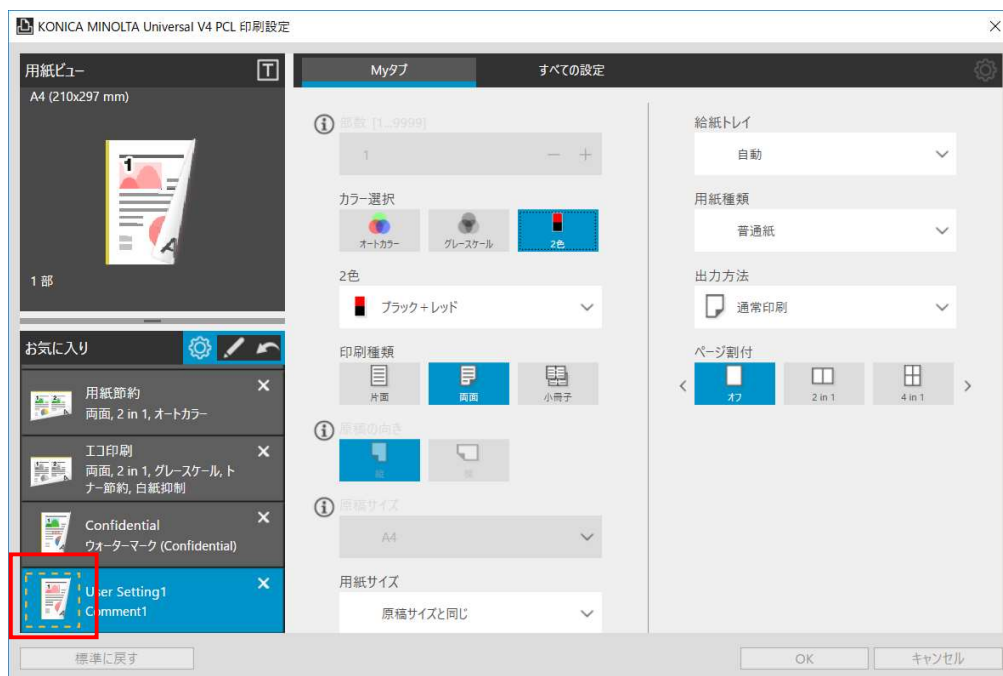 KONICA MINOLTA Universal V4 PCL 印刷設定
用紙ビュー
T
A4 (210x297 mm)
1
1 部
お気に入り
用紙節約
両面, 2 in 1, オートカラー
エコ印刷
両面, 2 in 1, グレースケール, ト
ナー節約, 白紙抑制
Confidential
ウォーターマーク (Confidential)
User Setting1
Comment1
標準に戻す
Myタブ
すべての設定
部数 [1...9999]
1
カラー選択
オートカラー
グレースケール
2色
2色
ブラック+レッド
印刷種類
片面
両面
小冊子
原稿の向き
縦
横
原稿サイズ
A4
用紙サイズ
原稿サイズと同じ
給紙トレイ
自動
用紙種類
普通紙
出力方法
通常印刷
ページ割付
オフ
2 in 1
4 in 1
OK
キャンセル